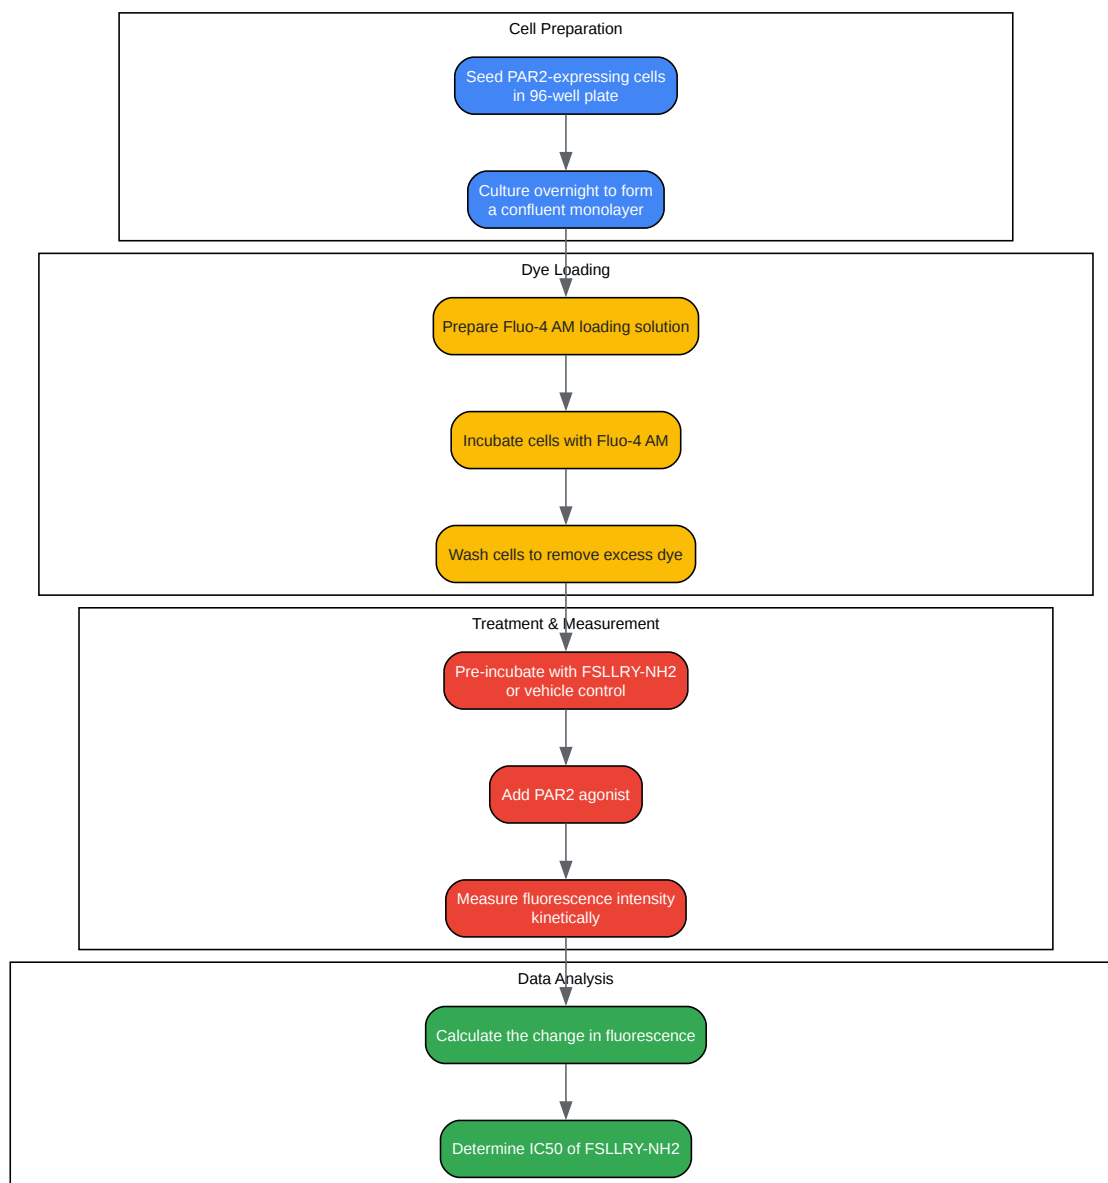 Cell Preparation
Seed PAR2-expressing cells
in 96-well plate
Culture overnight to form
a confluent monolayer
Dye Loading
Prepare Fluo-4 AM loading solution
Incubate cells with Fluo-4 AM
Wash cells to remove excess dye
Treatment & Measurement
Pre-incubate with FSLLRY-NH2
or vehicle control
Add PAR2 agonist
Measure fluorescence intensity
kinetically
Data Analysis
Calculate the change in fluorescence
Determine IC50 of FSLLRY-NH2